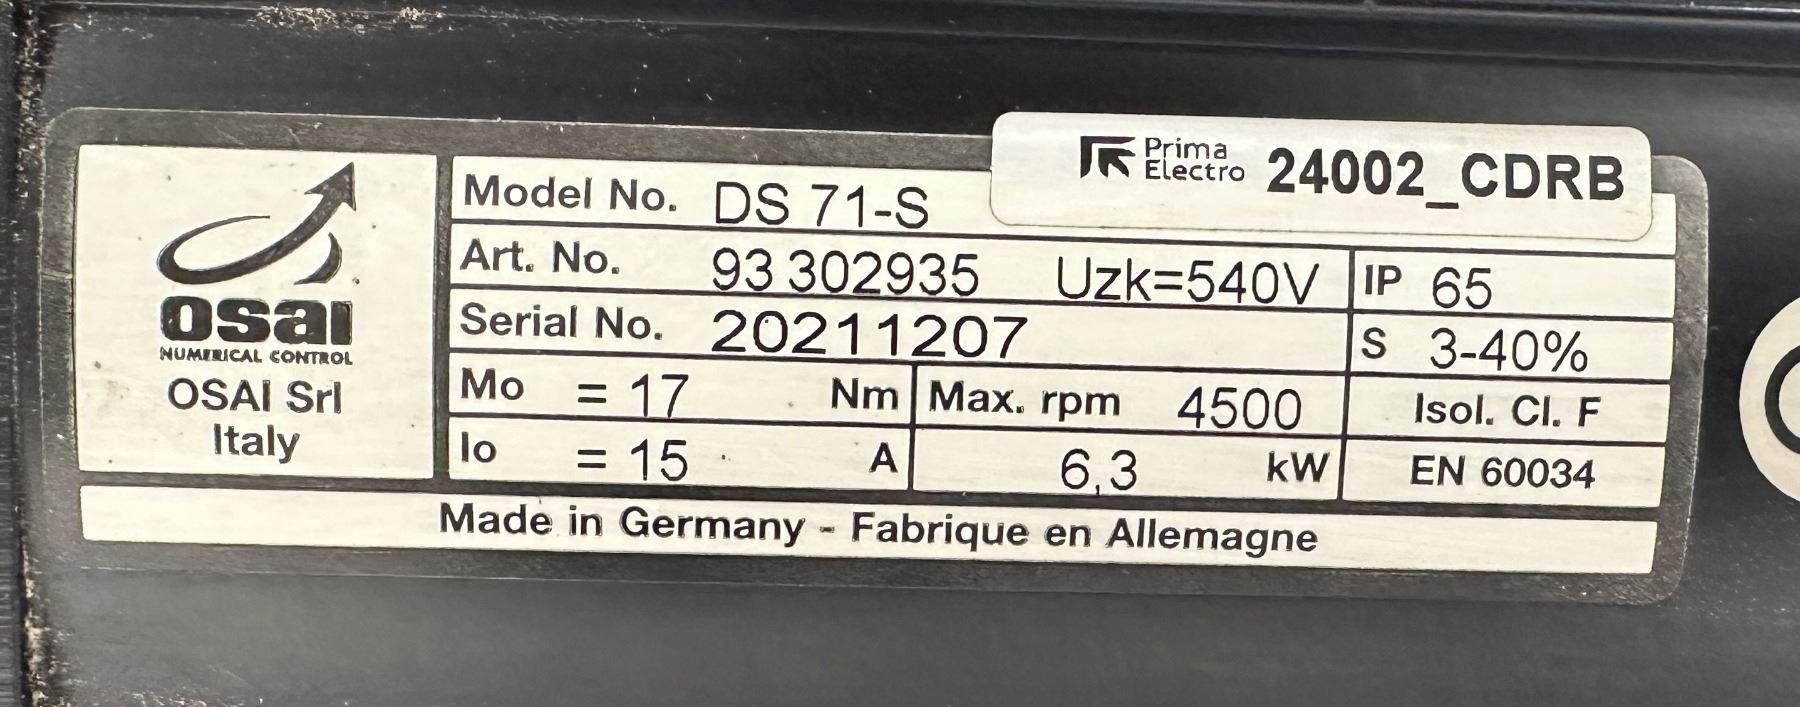 Prima
Electro 24002_CDRB
Model No. DS 71-S
Art. No. 93 302935 Uzk=540V IP 65
Serial No. 20211207 S 3-40%
Mo = 17 Nm Max. rpm 4500 Isol. Cl. F
Io = 15 A 6,3 kW EN 60034
osai
NUMERICAL CONTROL
OSAI Srl
Italy
Made in Germany - Fabrique en Allemagne